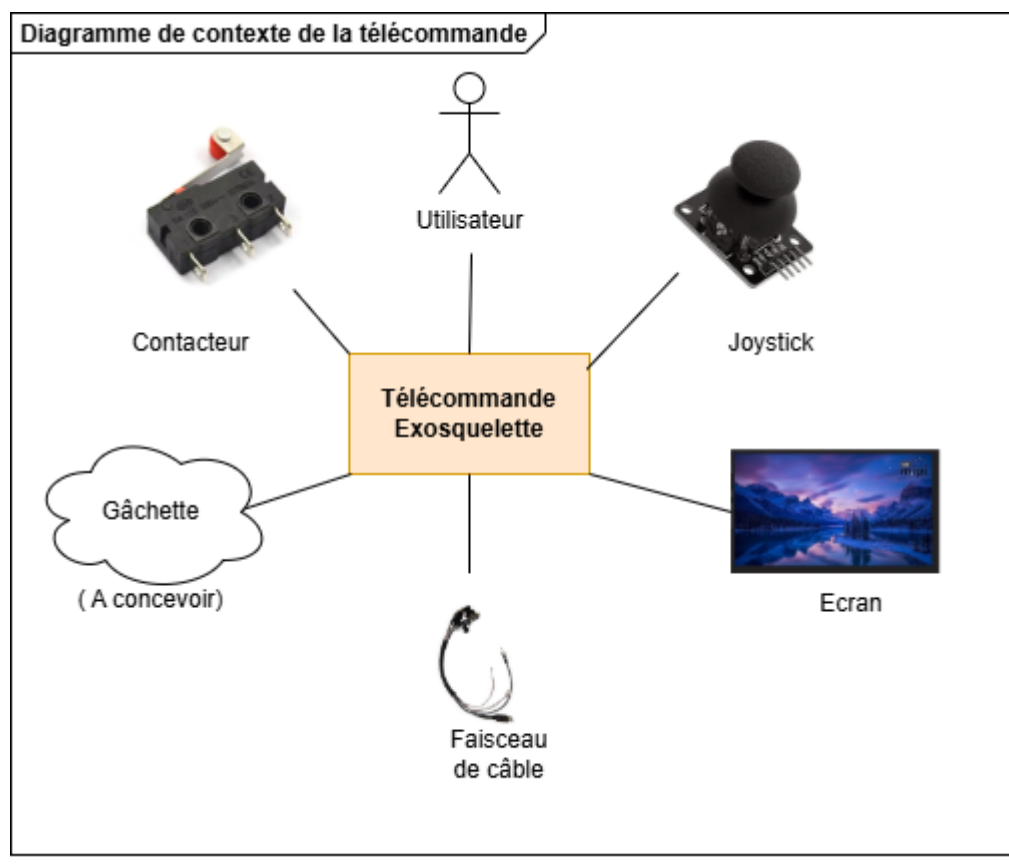 Diagramme de contexte de la télécommande
Utilisateur
Contacteur
Joystick
Télécommande
Exosquelette
Gâchette
( A concevoir)
Ecran
Faisceau
de câble